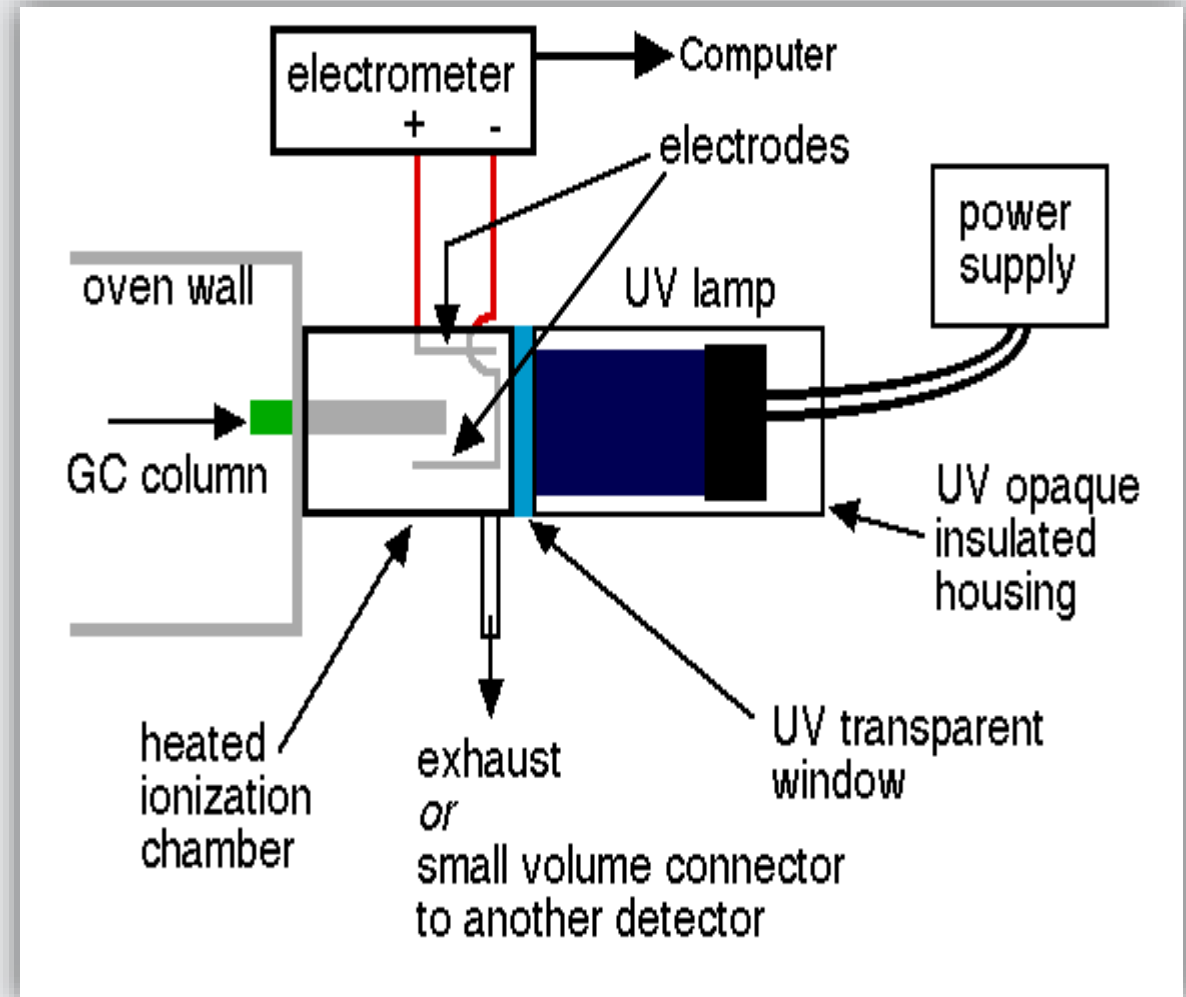 electrometer
+ -
Computer
electrodes
power
supply
oven wall
UV lamp
GC column
UV opaque
insulated
housing
heated
ionization
chamber
exhaust
or
small volume connector
to another detector
UV transparent
window